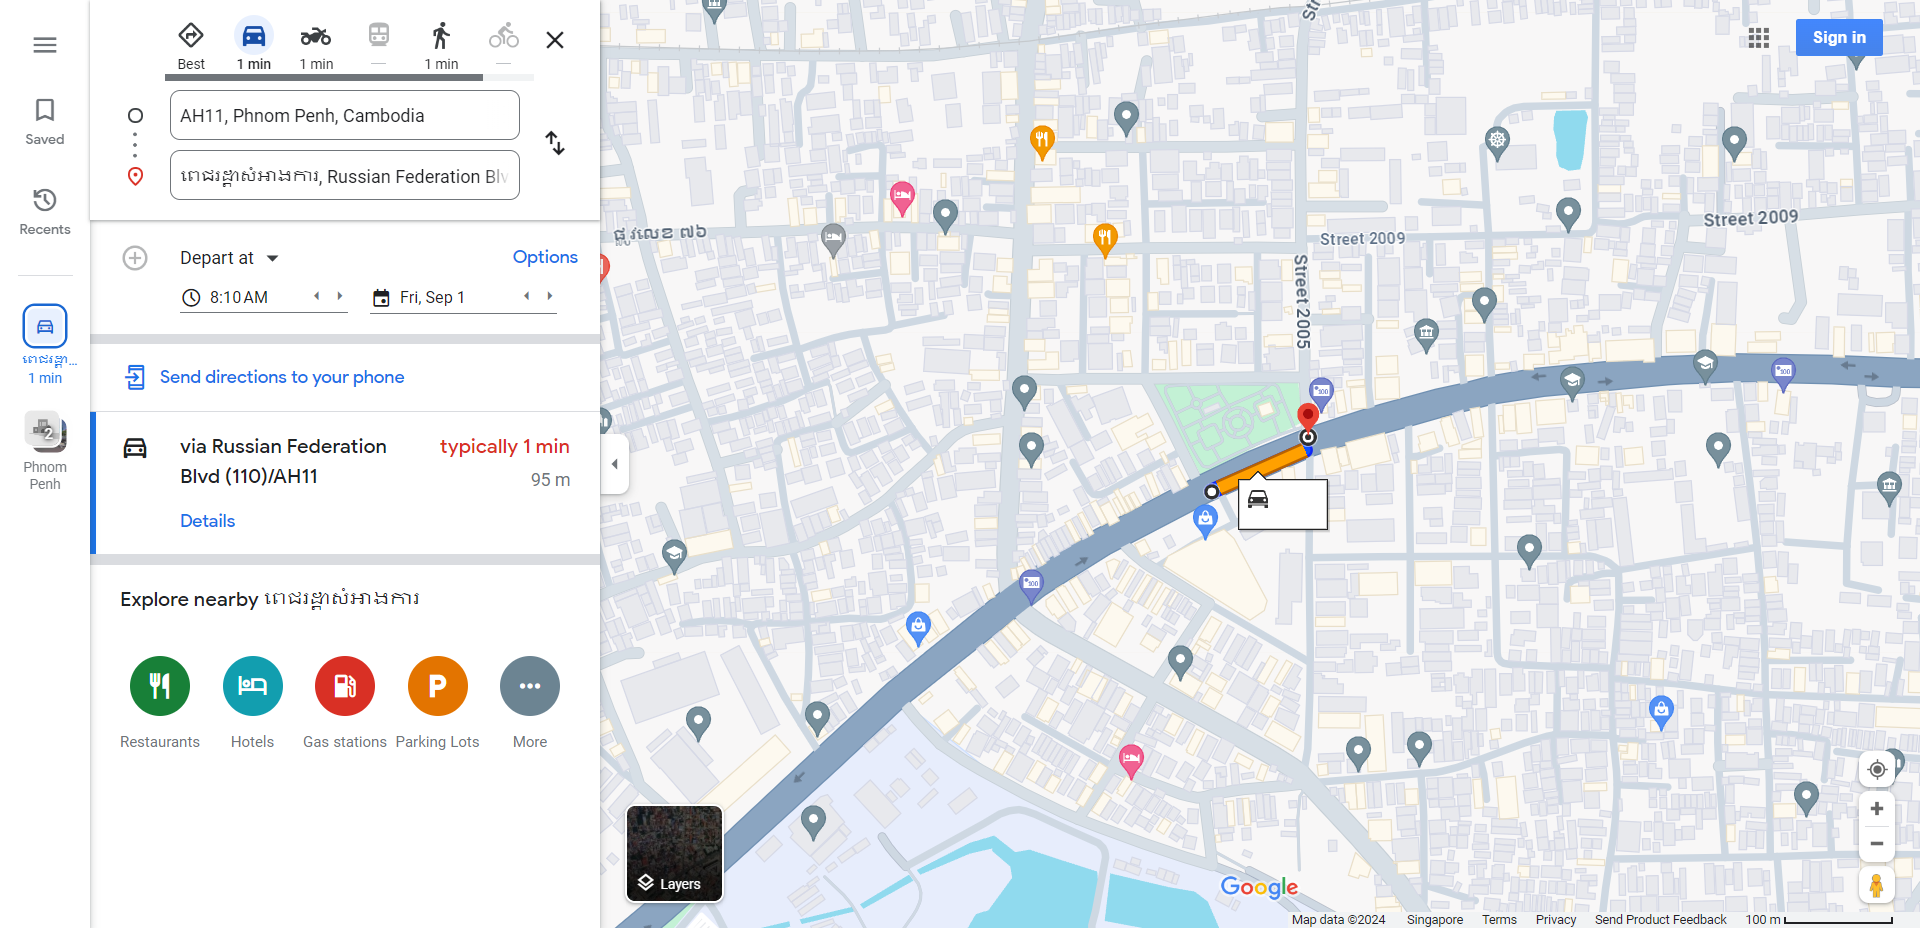 Best
1 min
1 min
—
1 min
—
Sign in
AH11, Phnom Penh, Cambodia
ពេជរដ្ឋាសំអាងការ, Russian Federation Blv
Saved
Recents
Depart at
Options
8:10 AM
Fri, Sep 1
ពេជរដ្ឋា...
1 min
Send directions to your phone
2
Phnom
Penh
via Russian Federation
Blvd (110)/AH11
typically 1 min
95 m
Details
Explore nearby ពេជរដ្ឋាសំអាងការ
P
Restaurants
Hotels
Gas stations
Parking Lots
More
ផ្លូវលេខ ៧៦
Street 2009
Street 2009
Street 2005
Str
Layers
Google
Map data ©2024
Singapore
Terms
Privacy
Send Product Feedback
100 m